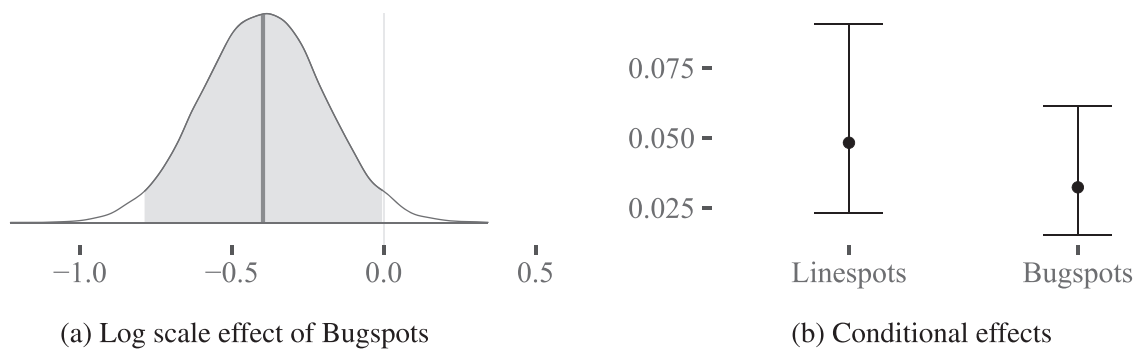 0.075
0.050
0.025
−1.0 −0.5 0.0 0.5
Linespots Bugspots
(a) Log scale effect of Bugspots
(b) Conditional effects